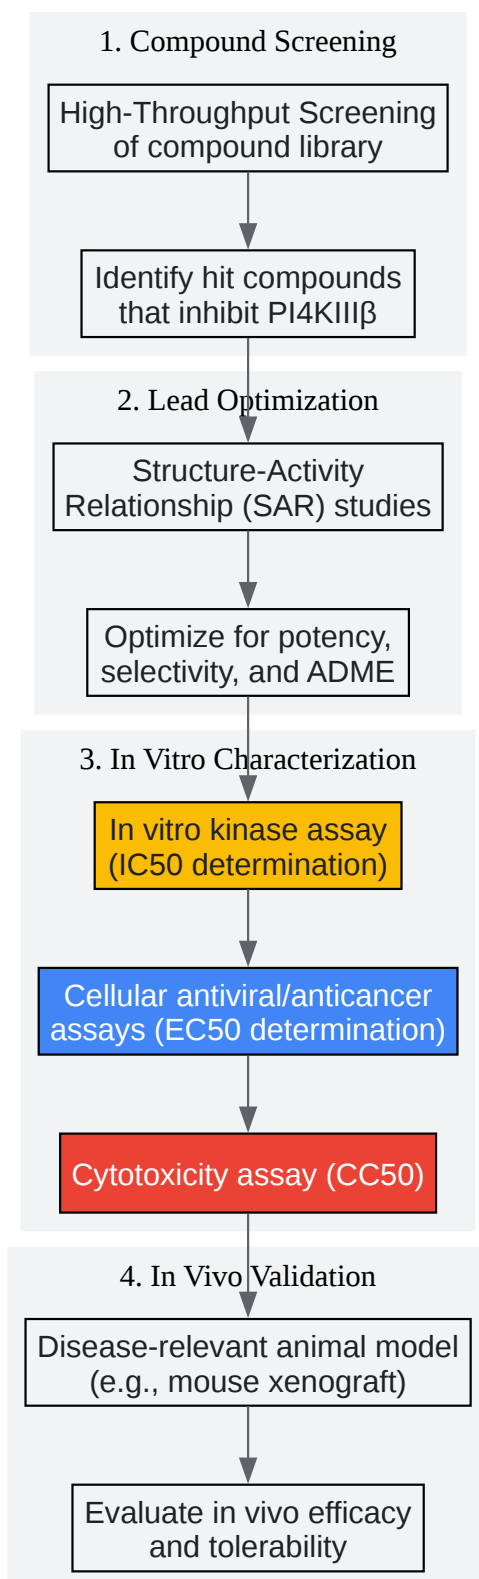 1. Compound Screening
High-Throughput Screening
of compound library
Identify hit compounds
that inhibit PI4KIIIβ
2. Lead Optimization
Structure-Activity
Relationship (SAR) studies
Optimize for potency,
selectivity, and ADME
3. In Vitro Characterization
In vitro kinase assay
(IC50 determination)
Cellular antiviral/anticancer
assays (EC50 determination)
Cytotoxicity assay (CC50)
4. In Vivo Validation
Disease-relevant animal model
(e.g., mouse xenograft)
Evaluate in vivo efficacy
and tolerability